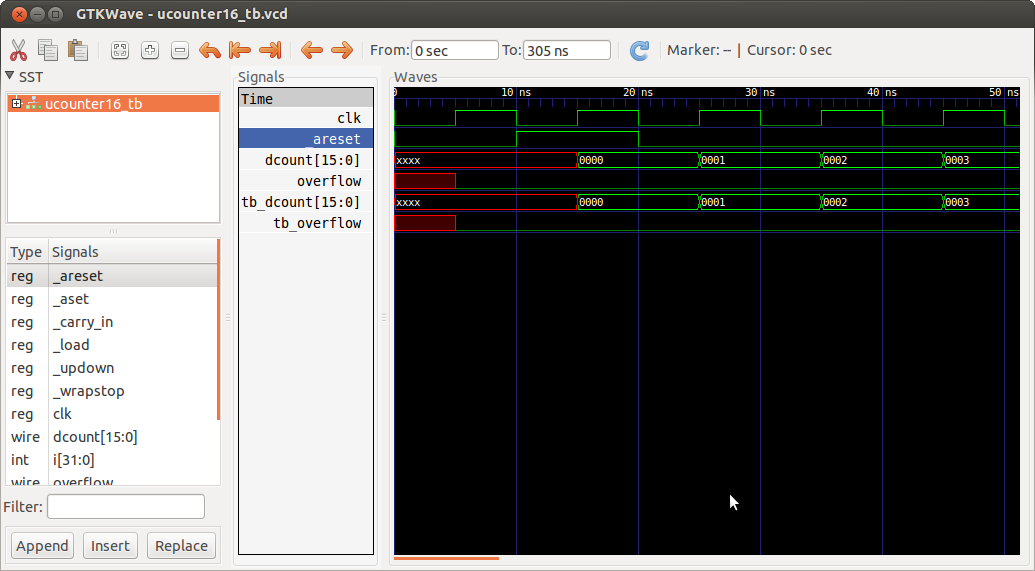 GTKWave - ucounter16_tb.vcd
From: 0 sec To: 305 ns Marker: -- | Cursor: 0 sec
SST
ucounter16_tb
Type Signals
reg _areset
reg _aset
reg _carry_in
reg _load
reg _updown
reg _wrapstop
reg clk
wire dcount[15:0]
int i[31:0]
wire overflow
Filter:
Append Insert Replace
Signals
Time
clk
_areset
dcount[15:0]
overflow
tb_dcount[15:0]
tb_overflow
Waves
0 10 ns 20 ns 30 ns 40 ns 50 ns
xxxx 0000 0001 0002 0003
xxxx 0000 0001 0002 0003